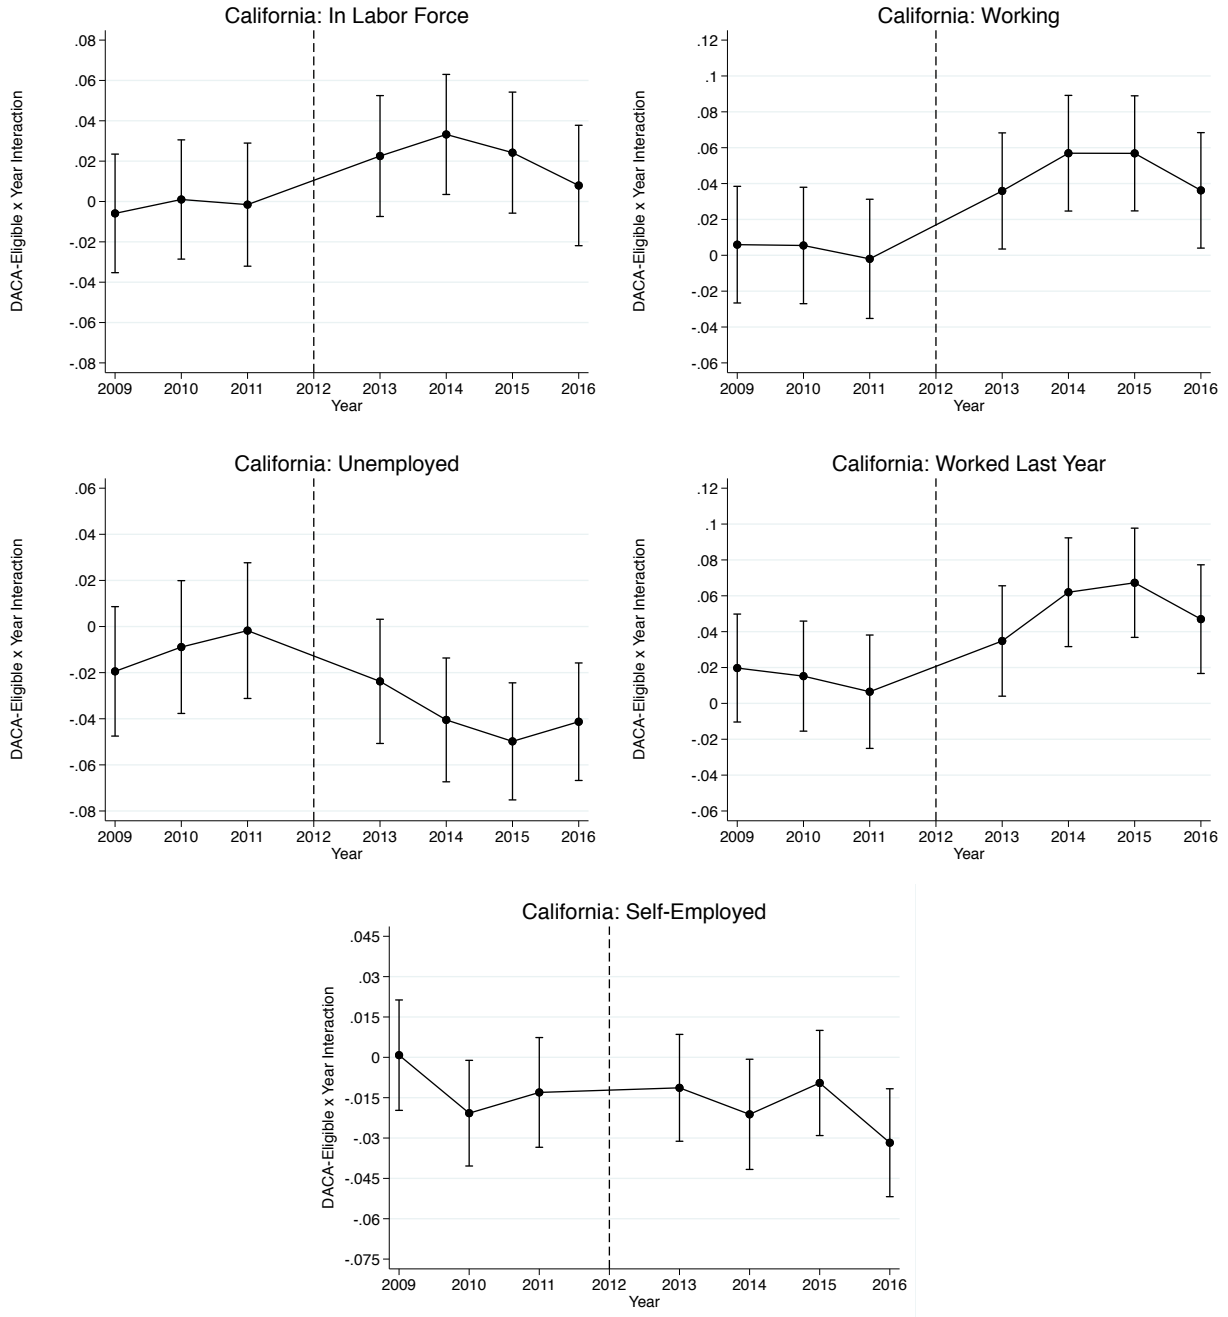 California: In Labor Force
DACA-Eligible x Year Interaction
.08
.06
.04
.02
0
-.02
-.04
-.06
-.08
2009 2010 2011 2012 2013 2014 2015 2016
Year
California: Working
DACA-Eligible x Year Interaction
.12
.1
.08
.06
.04
.02
0
-.02
-.04
-.06
2009 2010 2011 2012 2013 2014 2015 2016
Year
California: Unemployed
DACA-Eligible x Year Interaction
.06
.04
.02
0
-.02
-.04
-.06
-.08
2009 2010 2011 2012 2013 2014 2015 2016
Year
California: Worked Last Year
DACA-Eligible x Year Interaction
.12
.1
.08
.06
.04
.02
0
-.02
-.04
-.06
2009 2010 2011 2012 2013 2014 2015 2016
Year
California: Self-Employed
DACA-Eligible x Year Interaction
.045
.03
.015
0
-.015
-.03
-.045
-.06
-.075
2009 2010 2011 2012 2013 2014 2015 2016
Year